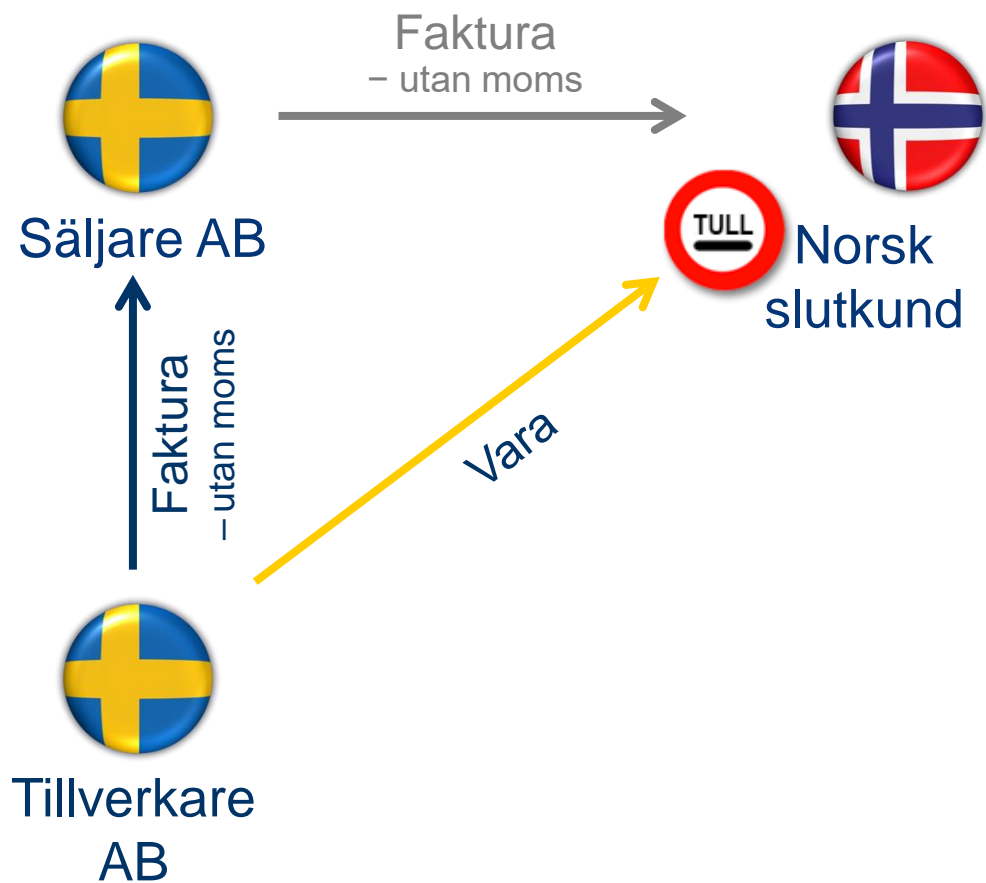 Faktura
− utan moms
TULL
Säljare AB
Norsk
slutkund
Faktura
– utan moms
Vara
Tillverkare
AB